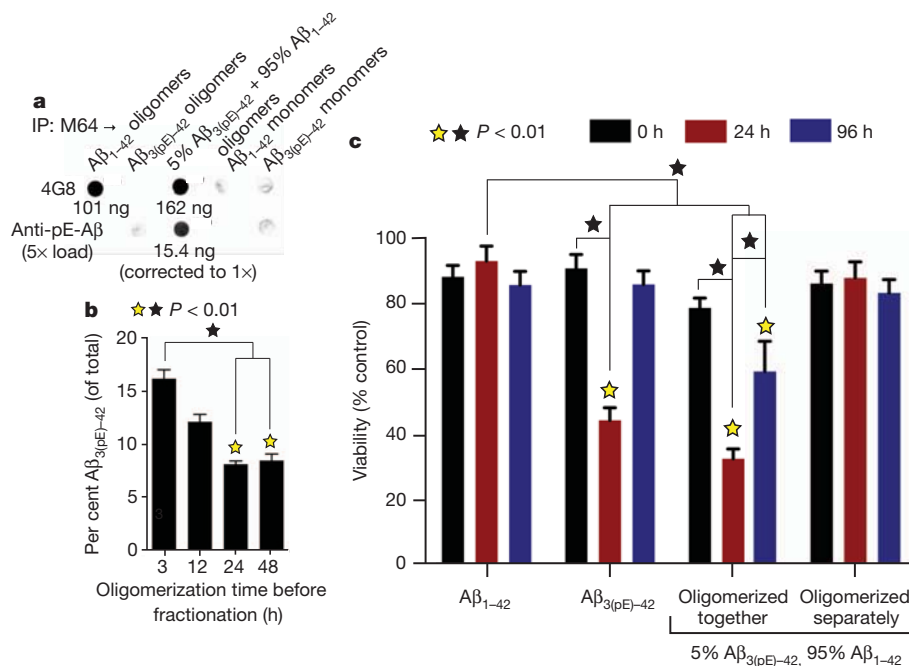 a
IP: M64 →
Aβ1–42 oligomers
Aβ3(pE)–42 oligomers
5% Aβ3(pE)–42 + 95% Aβ1–42
oligomers
Aβ1–42 monomers
Aβ3(pE)–42 monomers
4G8
101 ng
162 ng
Anti-pE-Aβ
(5× load)
15.4 ng
(corrected to 1×)
b
P < 0.01
Per cent Aβ3(pE)–42 (of total)
20
15
10
5
0
3
3
12
24
48
Oligomerization time before
fractionation (h)
c
P < 0.01
0 h
24 h
96 h
Viability (% control)
100
80
60
40
20
0
Aβ1–42
Aβ3(pE)–42
Oligomerized
together
Oligomerized
separately
5% Aβ3(pE)–42, 95% Aβ1–42